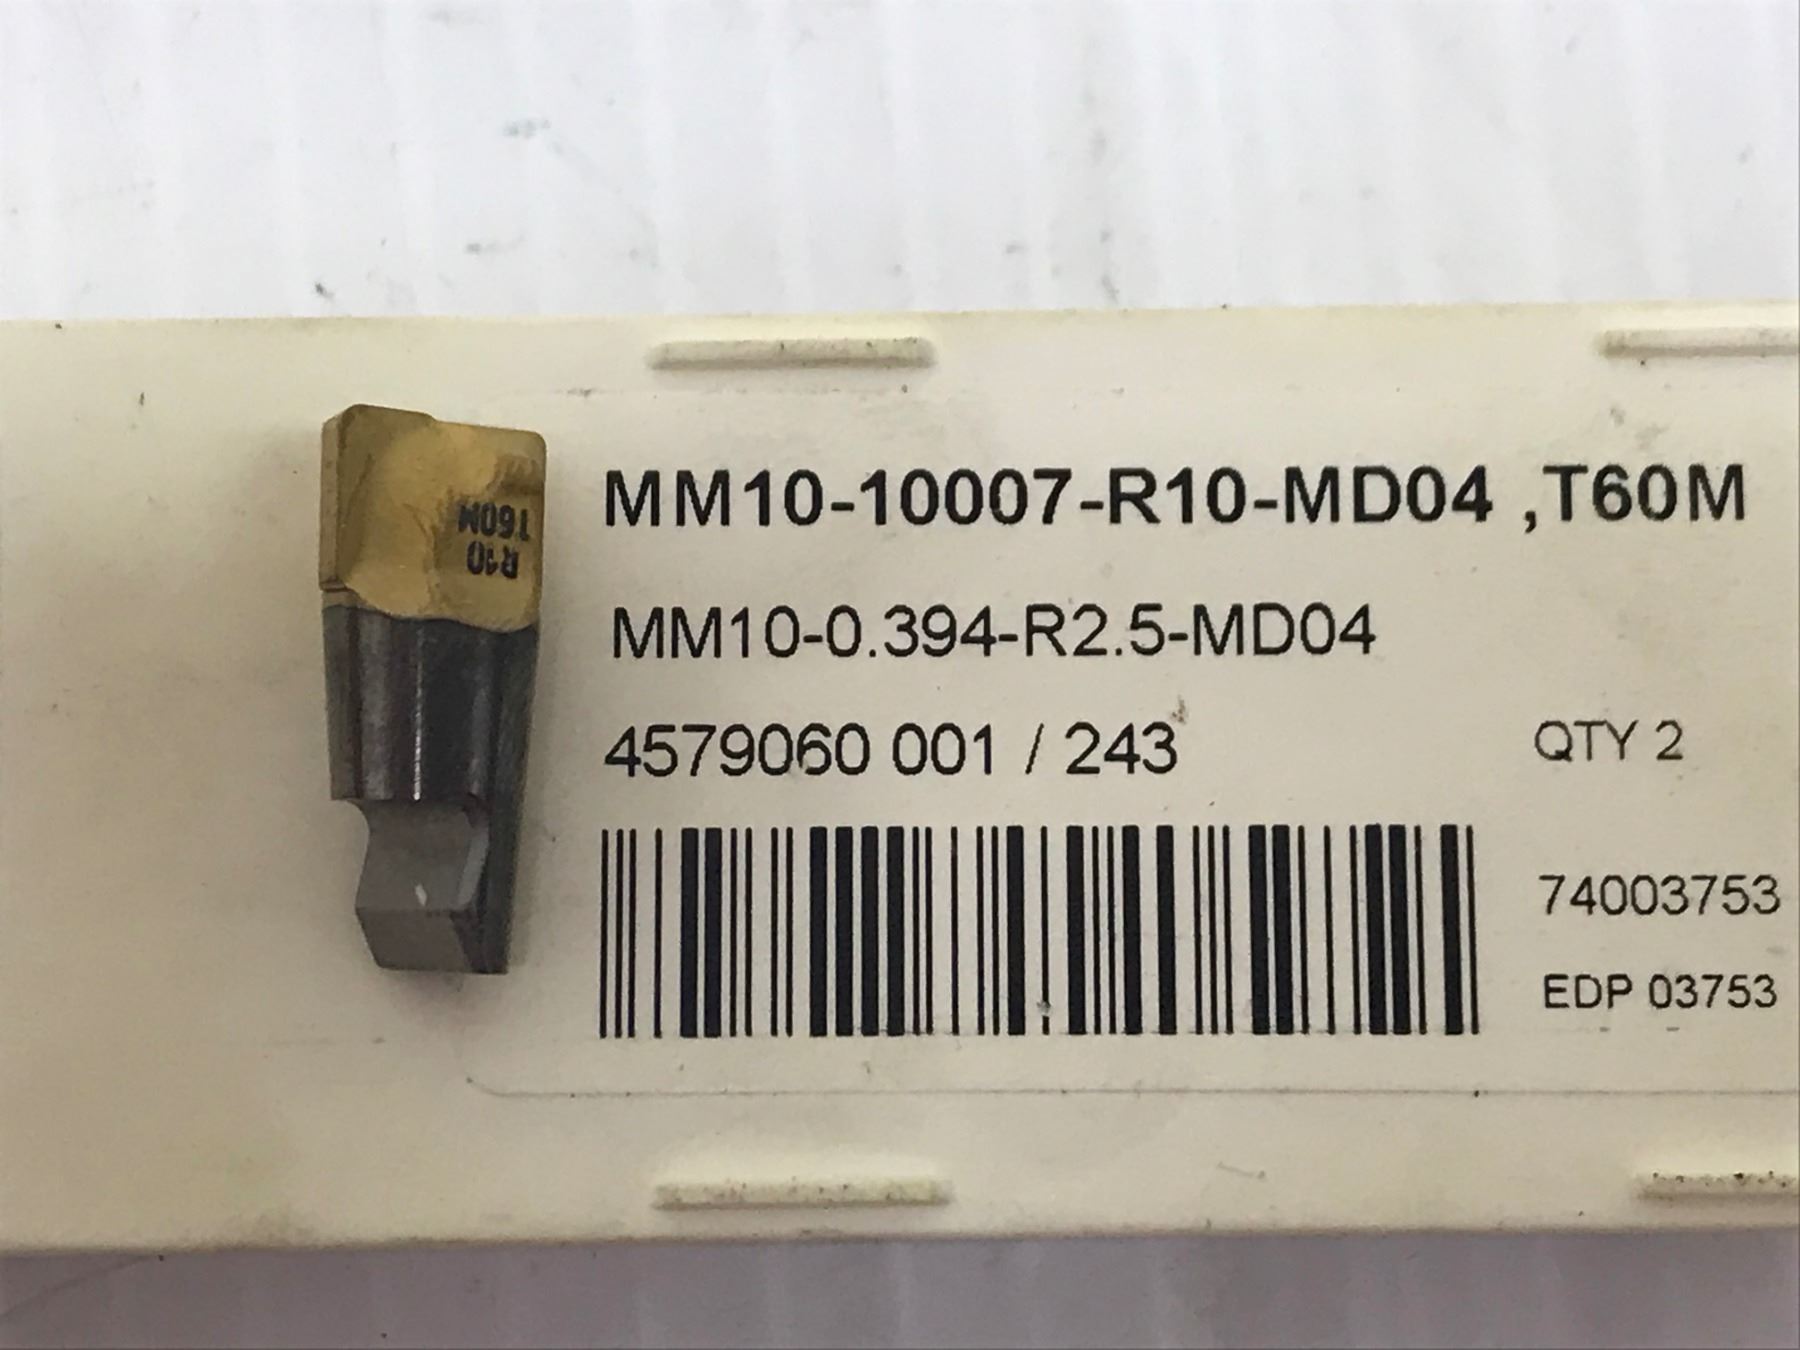 R10
T60M
MM10-10007-R10-MD04 ,T60M
MM10-0.394-R2.5-MD04
4579060 001 / 243
QTY 2
74003753
EDP 03753